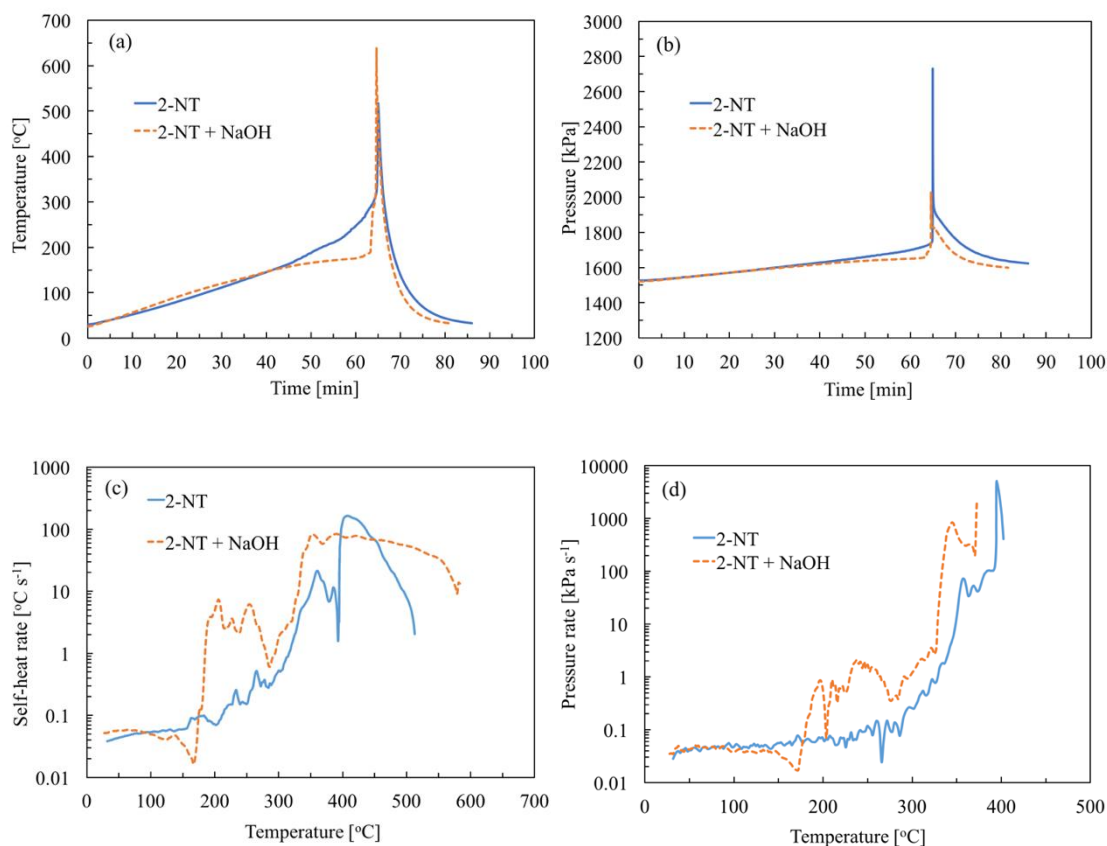 (a)
2-NT
2-NT + NaOH
Temperature [°C]
700
600
500
400
300
200
100
0
0 10 20 30 40 50 60 70 80 90 100
Time [min]
(b)
2-NT
2-NT + NaOH
Pressure [kPa]
3000
2800
2600
2400
2200
2000
1800
1600
1400
1200
0 10 20 30 40 50 60 70 80 90 100
Time [min]
(c)
2-NT
2-NT + NaOH
Self-heat rate [°C s⁻¹]
1000
100
10
1
0.1
0.01
0 100 200 300 400 500 600 700
Temperature [°C]
(d)
2-NT
2-NT + NaOH
Pressure rate [kPa s⁻¹]
10000
1000
100
10
1
0.1
0.01
0 100 200 300 400 500
Temperature [°C]